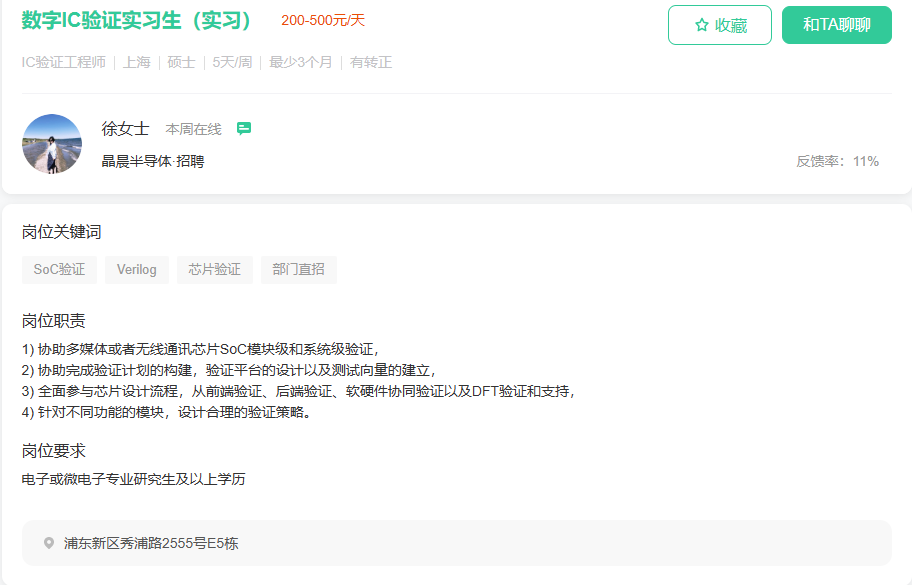 数字IC验证实习生（实习） 200-500元/天
收藏
和TA聊聊
IC验证工程师 | 上海 | 硕士 | 5天/周 | 最少3个月 | 有转正
徐女士 本周在线
晶晨半导体·招聘
反馈率：11%
岗位关键词
SoC验证 Verilog 芯片验证 部门直招
岗位职责
1) 协助多媒体或者无线通讯芯片SoC模块级和系统级验证，
2) 协助完成验证计划的构建，验证平台的设计以及测试向量的建立，
3) 全面参与芯片设计流程，从前端验证、后端验证、软硬件协同验证以及DFT验证和支持，
4) 针对不同功能的模块，设计合理的验证策略。
岗位要求
电子或微电子专业研究生及以上学历
浦东新区秀浦路2555号E5栋